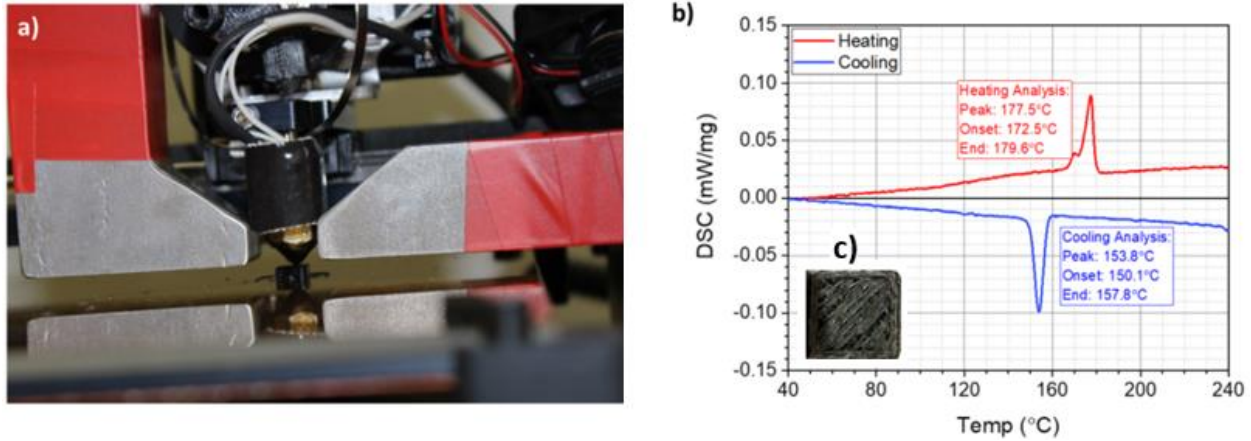 a)
b)
0.15
0.10
0.05
0.00
-0.05
-0.10
-0.15
DSC (mW/mg)
Heating
Cooling
Heating Analysis:
Peak: 177.5°C
Onset: 172.5°C
End: 179.6°C
Cooling Analysis:
Peak: 153.8°C
Onset: 150.1°C
End: 157.8°C
c)
40
80
120
160
200
240
Temp (°C)